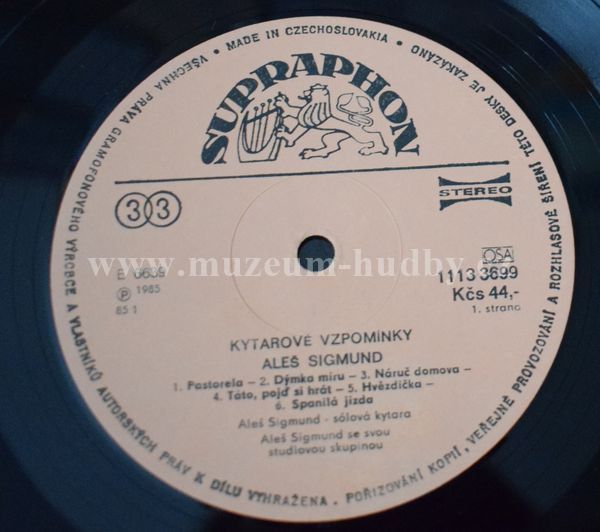 VŠECHNA PRÁVA GRAMOFONOVÉHO VÝROBCE A VLASTNÍKŮ AUTORSKÝCH PRÁV K DÍLU VYHRAŽENA. POŘIZOVÁNÍ KOPIÍ, VEŘEJNÉ PROVOZOVÁNÍ A ROZHLASOVÉ ŠÍŘENÍ TÉTO DESKY JE ZAKÁZÁNO • MADE IN CZECHOSLOVAKIA •
SUPRAPHON
33
STEREO
www.muzeum-hudby.c
OSA
1113 3699
Ⓟ 1985
Kčs 44,-
85 1
1. strana
KYTAROVÉ VZPOMÍNKY
ALEŠ SIGMUND
1. Pastorela – 2. Dýmka míru – 3. Náruč domova –
4. Táto, pojď si hrát – 5. Hvězdička –
6. Spanilá jízda
Aleš Sigmund - sólová kytara
Aleš Sigmund se svou
studiovou skupinou